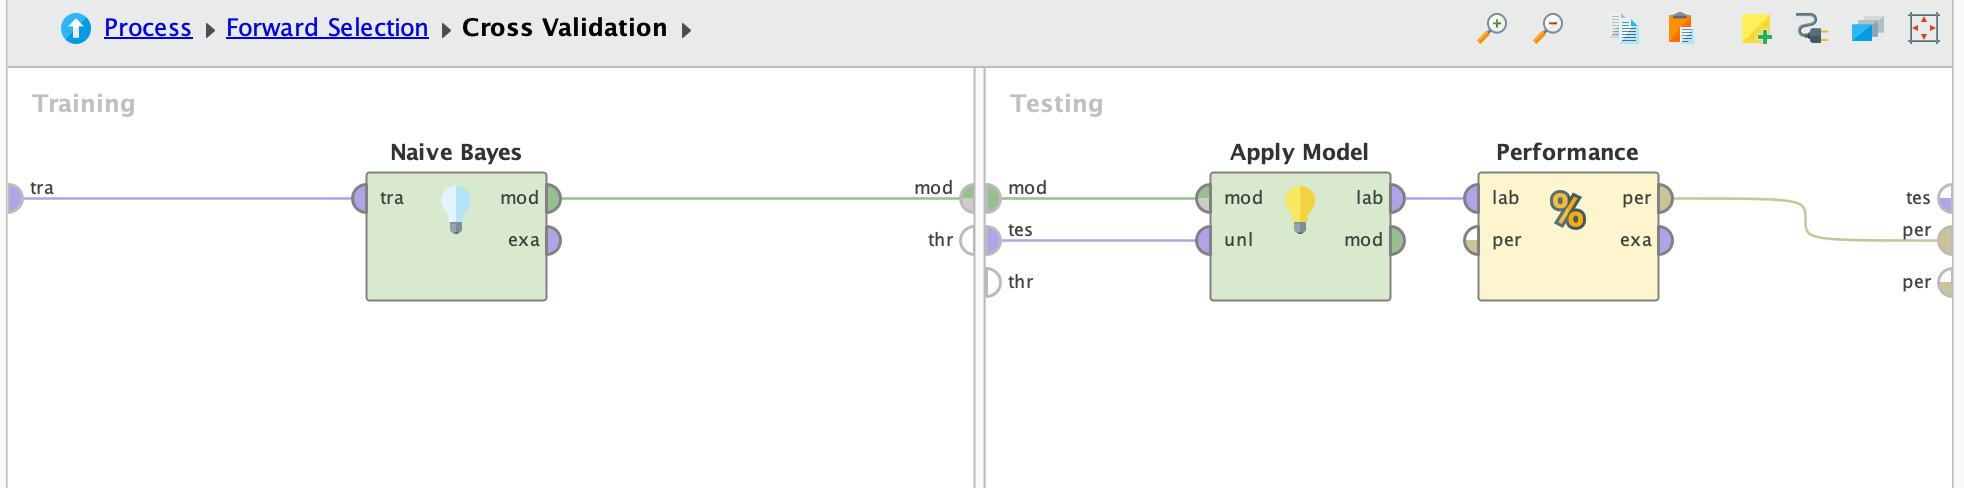 Process Forward Selection Cross Validation
Training
Testing
Naive Bayes
Apply Model
Performance
tra
tra
mod
exa
mod
thr
mod
tes
thr
mod
unl
lab
mod
lab
per
%
per
exa
tes
per
per